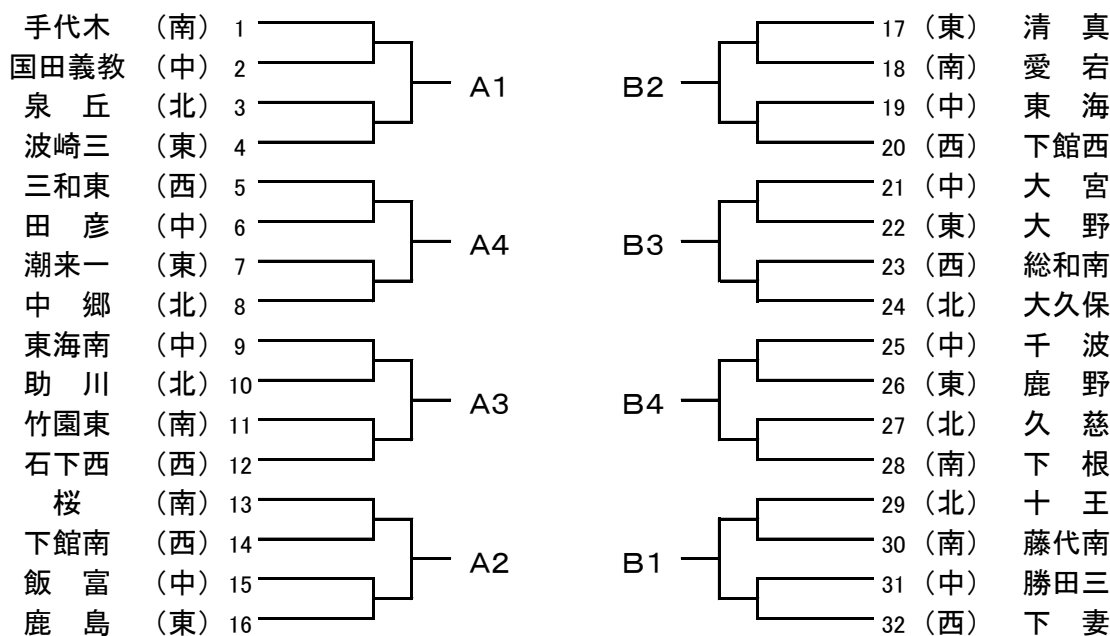 手代木 （南） 1 17 （東） 清　真
国田義教 （中） 2 18 （南） 愛　宕
A1 B2
泉　丘 （北） 3 19 （中） 東　海
波崎三 （東） 4 20 （西） 下館西
三和東 （西） 5 21 （中） 大　宮
田　彦 （中） 6 22 （東） 大　野
A4 B3
潮来一 （東） 7 23 （西） 総和南
中　郷 （北） 8 24 （北） 大久保
東海南 （中） 9 25 （中） 千　波
助　川 （北） 10 26 （東） 鹿　野
A3 B4
竹園東 （南） 11 27 （北） 久　慈
石下西 （西） 12 28 （南） 下　根
桜 （南） 13 29 （北） 十　王
下館南 （西） 14 30 （南） 藤代南
A2 B1
飯　富 （中） 15 31 （中） 勝田三
鹿　島 （東） 16 32 （西） 下　妻